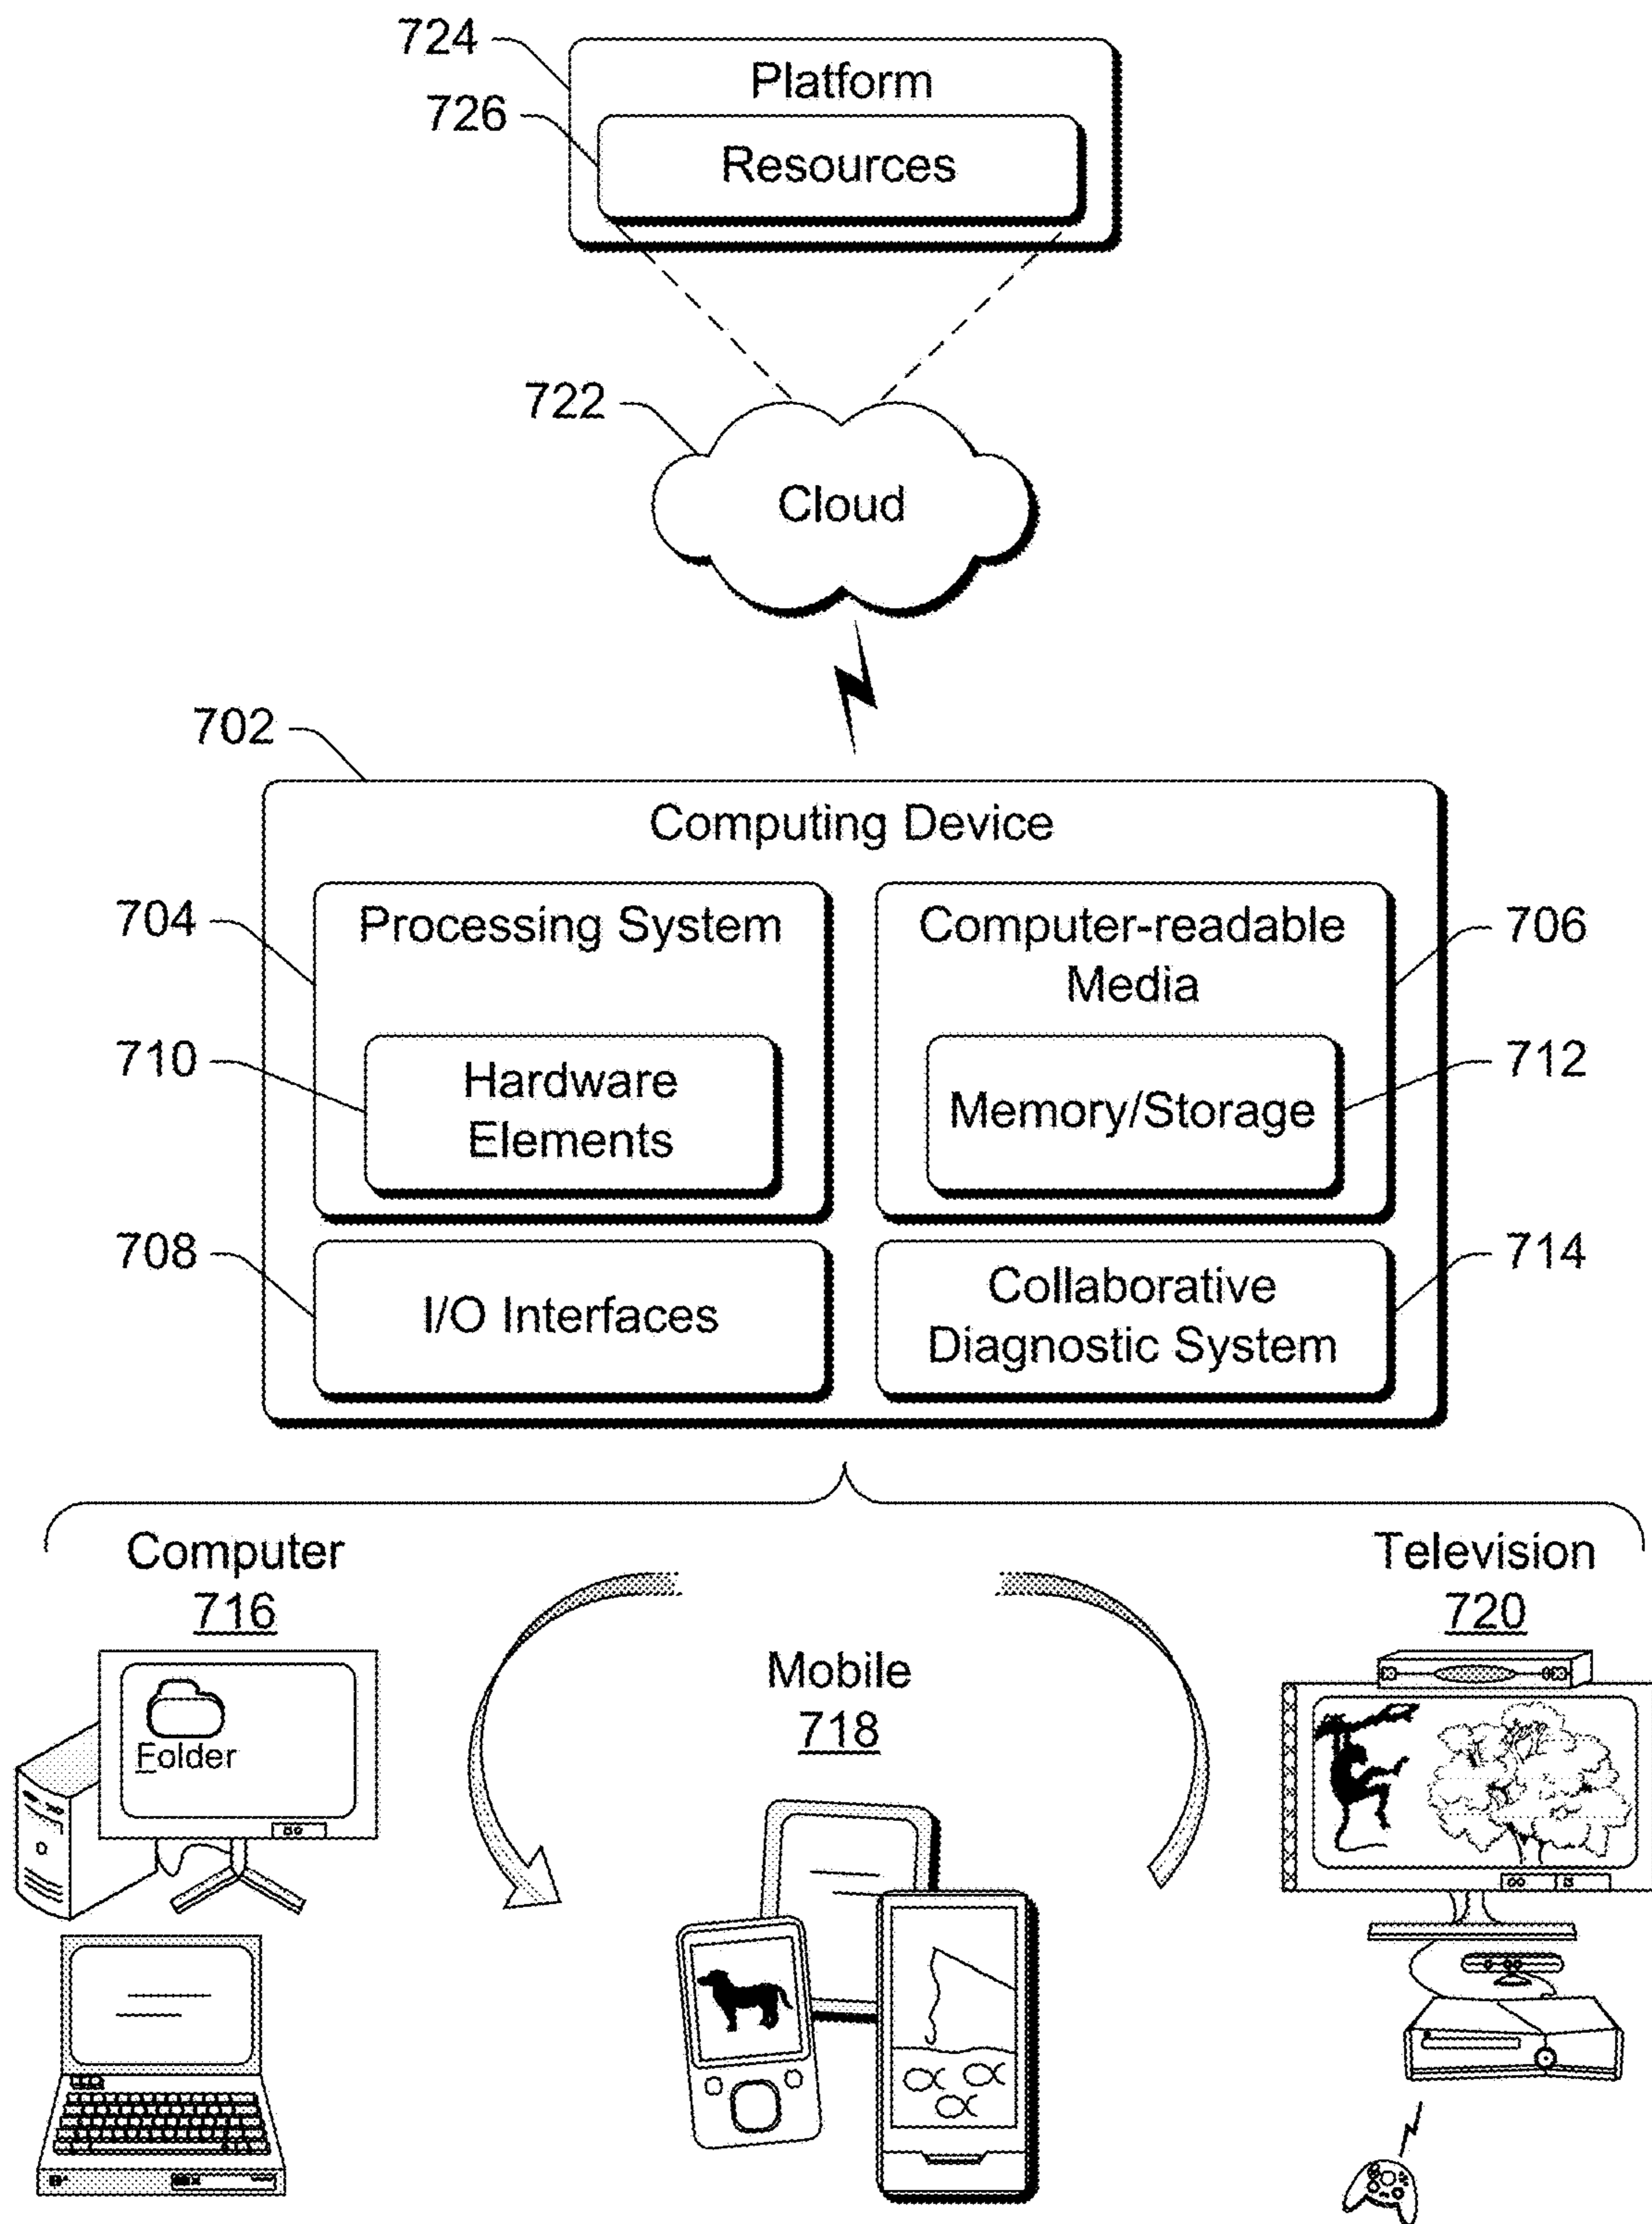 724
Platform
726
Resources
722
Cloud
702
Computing Device
704
Processing System
Computer-readable
Media
706
710
Hardware
Elements
Memory/Storage
712
708
I/O Interfaces
Collaborative
Diagnostic System
714
Computer
716
Folder
Mobile
718
Television
720